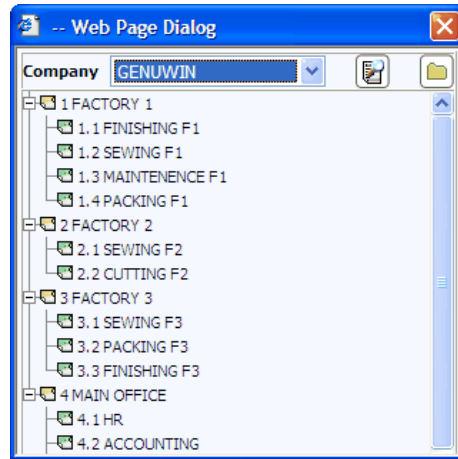 -- Web Page Dialog
Company GENUWIN
1 FACTORY 1
1.1 FINISHING F1
1.2 SEWING F1
1.3 MAINTENENCE F1
1.4 PACKING F1
2 FACTORY 2
2.1 SEWING F2
2.2 CUTTING F2
3 FACTORY 3
3.1 SEWING F3
3.2 PACKING F3
3.3 FINISHING F3
4 MAIN OFFICE
4.1 HR
4.2 ACCOUNTING